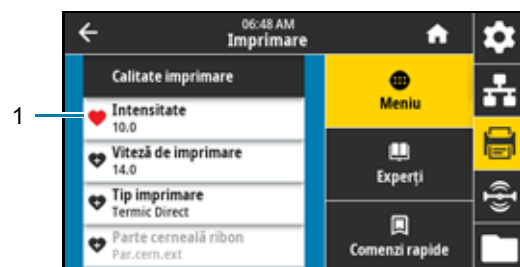 06:48 AM
Imprimare
Calitate imprimare
1
Intensitate
10.0
Viteză de imprimare
14.0
Tip imprimare
Termic Direct
Parte cerneală ribon
Par.cern.ext
Meniu
Experți
Comenzi rapide